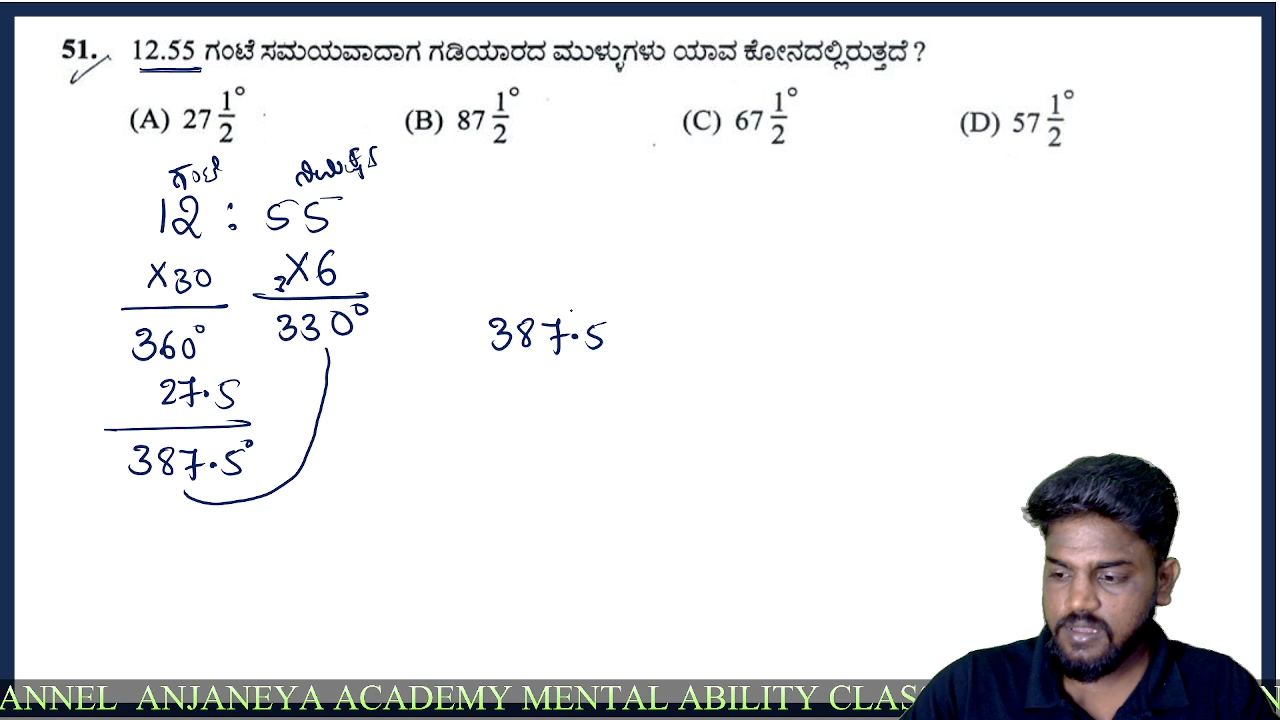 51. 12.55 ಗಂಟೆ ಸಮಯವಾದಾಗ ಗಡಿಯಾರದ ಮುಳ್ಳುಗಳು ಯಾವ ಕೋನದಲ್ಲಿರುತ್ತದೆ ?
(A) 27 1/2° (B) 87 1/2° (C) 67 1/2° (D) 57 1/2°
ಗಂಟೆ
12 : 55
×30 ×6
360° 330°
387.5
27.5
387.5°
ANNEL ANJANEYA ACADEMY MENTAL ABILITY CLAS